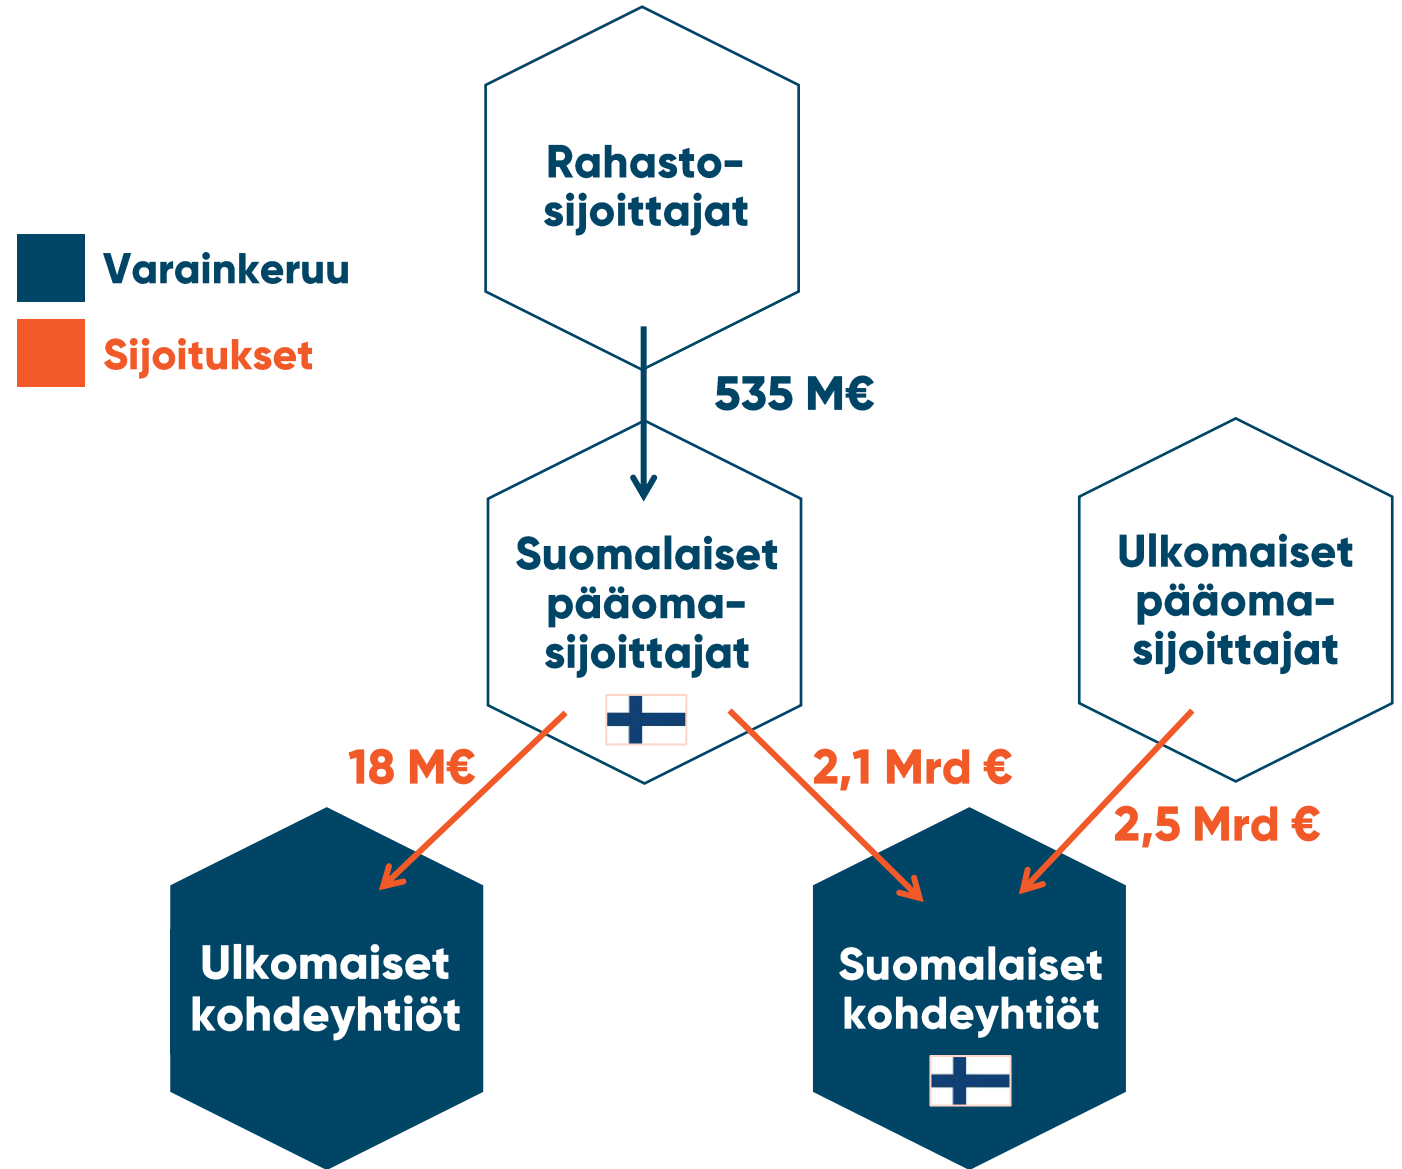 Rahasto-
sijoittajat
Varainkeruu
Sijoitukset
535 M€
Suomalaiset
pääoma-
sijoittajat
Ulkomaiset
pääoma-
sijoittajat
18 M€
2,1 Mrd €
2,5 Mrd €
Ulkomaiset
kohdeyhtiöt
Suomalaiset
kohdeyhtiöt